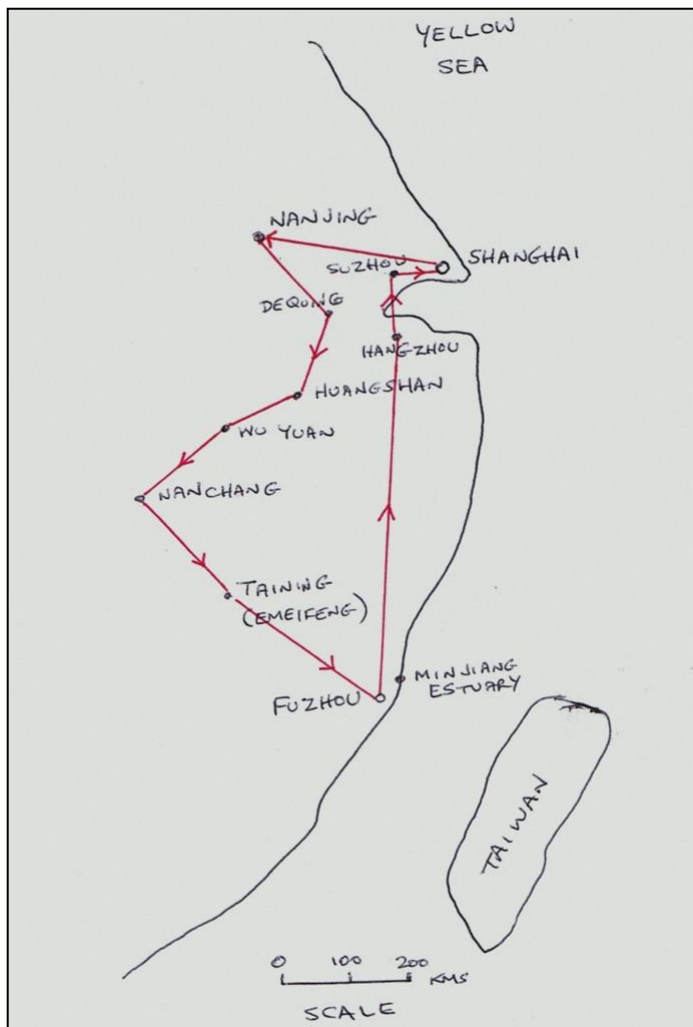 YELLOW
SEA
NANJING
SHANGHAI
SUZHOU
DEQUING
HANGZHOU
HUANGSHAN
WU YUAN
NANCHANG
TAINING
(EMEIFENG)
MINJIANG
ESTUARY
FUZHOU
TAIWAN
0 100 200
KMS
SCALE